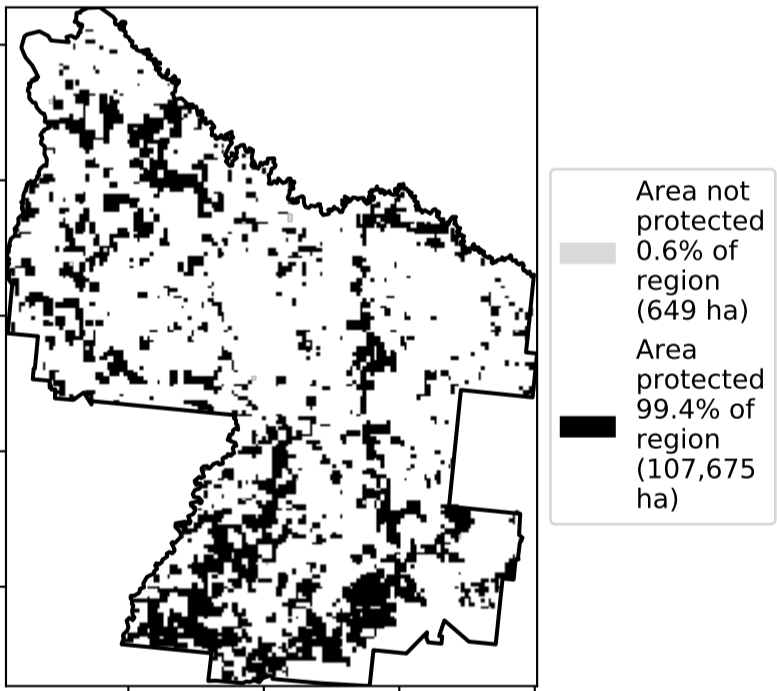 Area not
protected
0.6% of
region
(649 ha)
Area
protected
99.4% of
region
(107,675
ha)